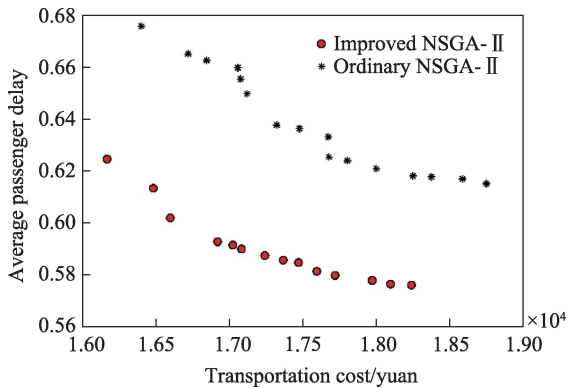 0.68
0.66
0.64
0.62
0.60
0.58
0.56
Average passenger delay
Improved NSGA-Ⅱ
Ordinary NSGA-Ⅱ
1.60 1.65 1.70 1.75 1.80 1.85 1.90
×10⁴
Transportation cost/yuan